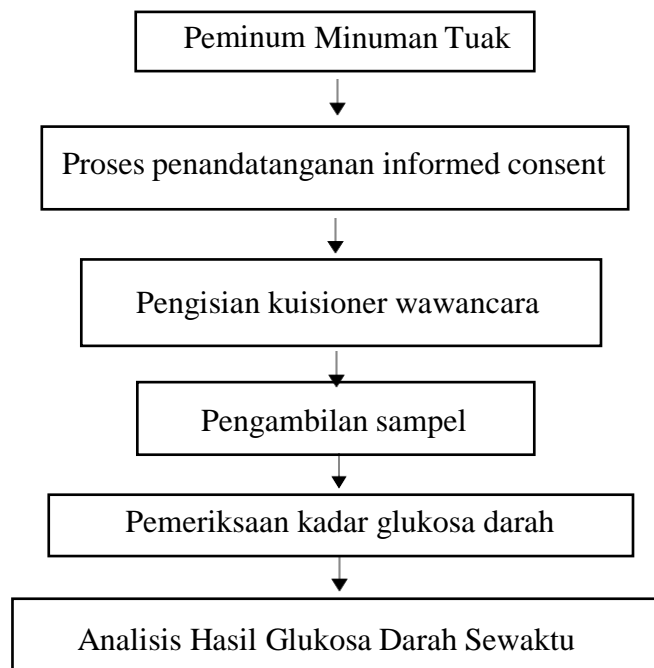 Peminum Minuman Tuak
Proses penandatanganan informed consent
Pengisian kuisioner wawancara
Pengambilan sampel
Pemeriksaan kadar glukosa darah
Analisis Hasil Glukosa Darah Sewaktu